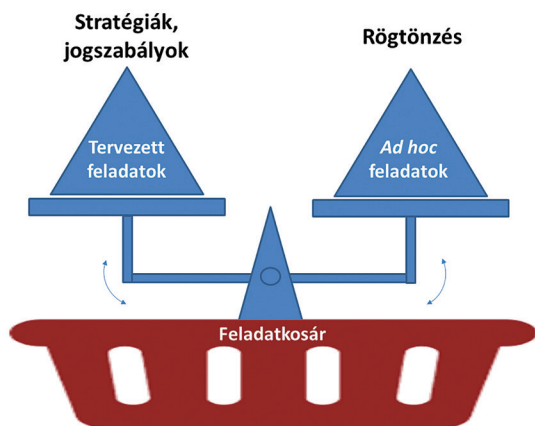 Stratégiák,
jogszabályok
Rögtönzés
Tervezett
feladatok
Ad hoc
feladatok
Feladatkosár